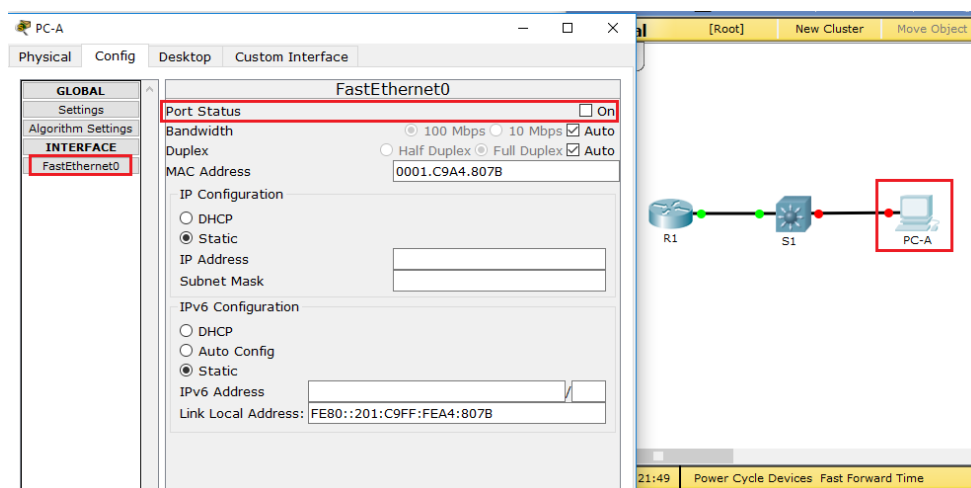 PC-A
Physical Config Desktop Custom Interface
GLOBAL
Settings
Algorithm Settings
INTERFACE
FastEthernet0
FastEthernet0
Port Status On
Bandwidth 100 Mbps 10 Mbps Auto
Duplex Half Duplex Full Duplex Auto
MAC Address 0001.C9A4.807B
IP Configuration
DHCP
Static
IP Address
Subnet Mask
IPv6 Configuration
DHCP
Auto Config
Static
IPv6 Address /
Link Local Address: FE80::201:C9FF:FEA4:807B
[Root] New Cluster Move Object
R1 S1 PC-A
21:49 Power Cycle Devices Fast Forward Time